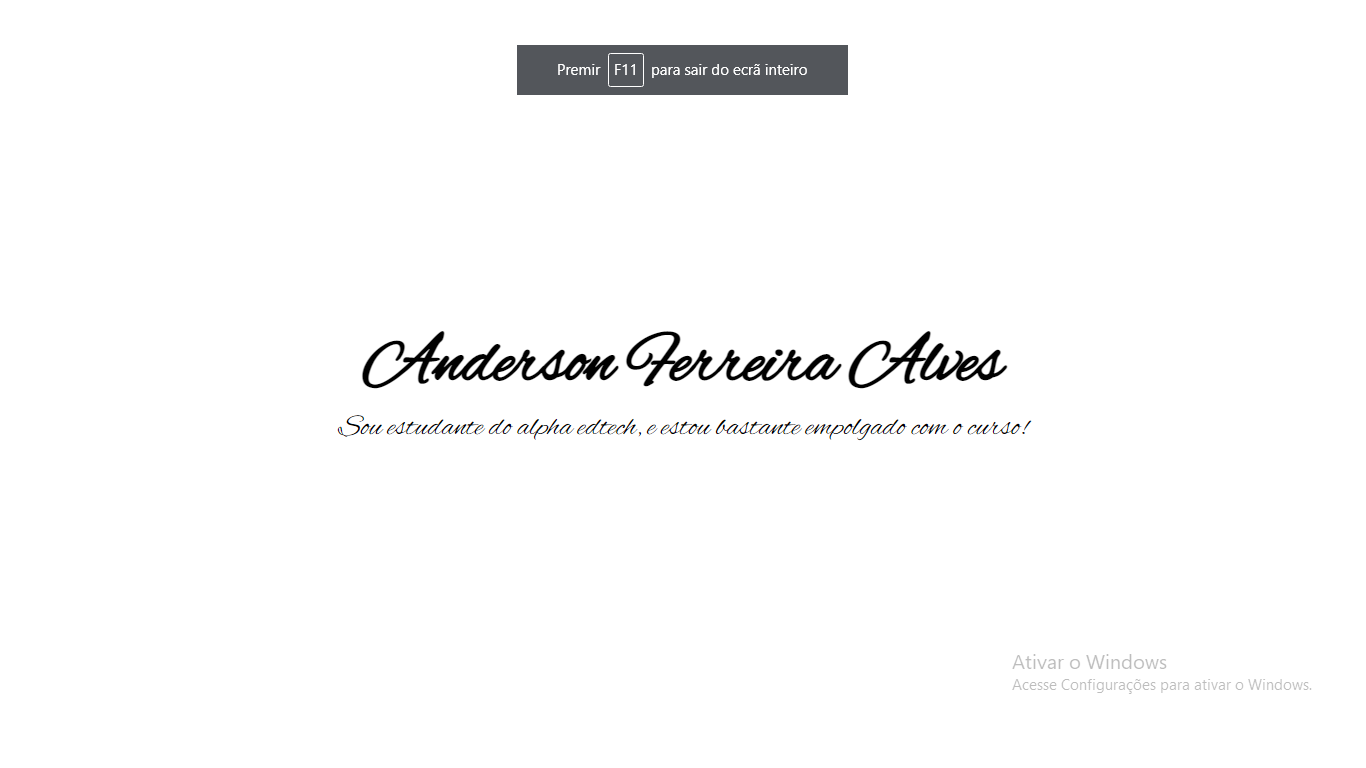 Premir F11 para sair do ecrã inteiro
Anderson Ferreira Alves
Sou estudante do alpha edtech, e estou bastante empolgado com o curso!
Ativar o Windows
Acesse Configurações para ativar o Windows.